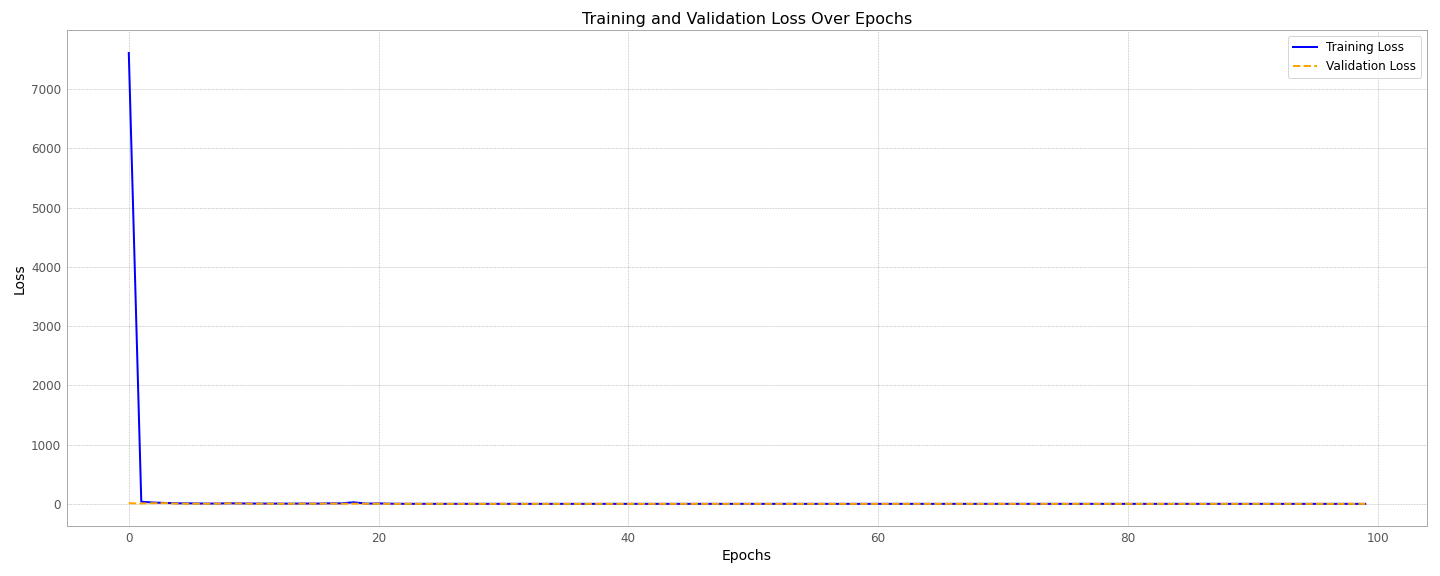 Training and Validation Loss Over Epochs
Training Loss
Validation Loss
7000
6000
5000
4000
3000
2000
1000
0
Loss
0 20 40 60 80 100
Epochs